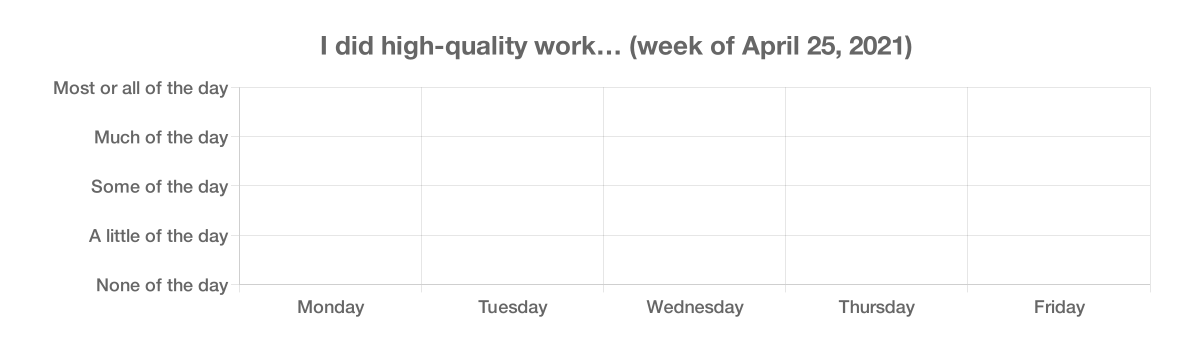 I did high-quality work… (week of April 25, 2021)
Most or all of the day
Much of the day
Some of the day
A little of the day
None of the day
Monday Tuesday Wednesday Thursday Friday